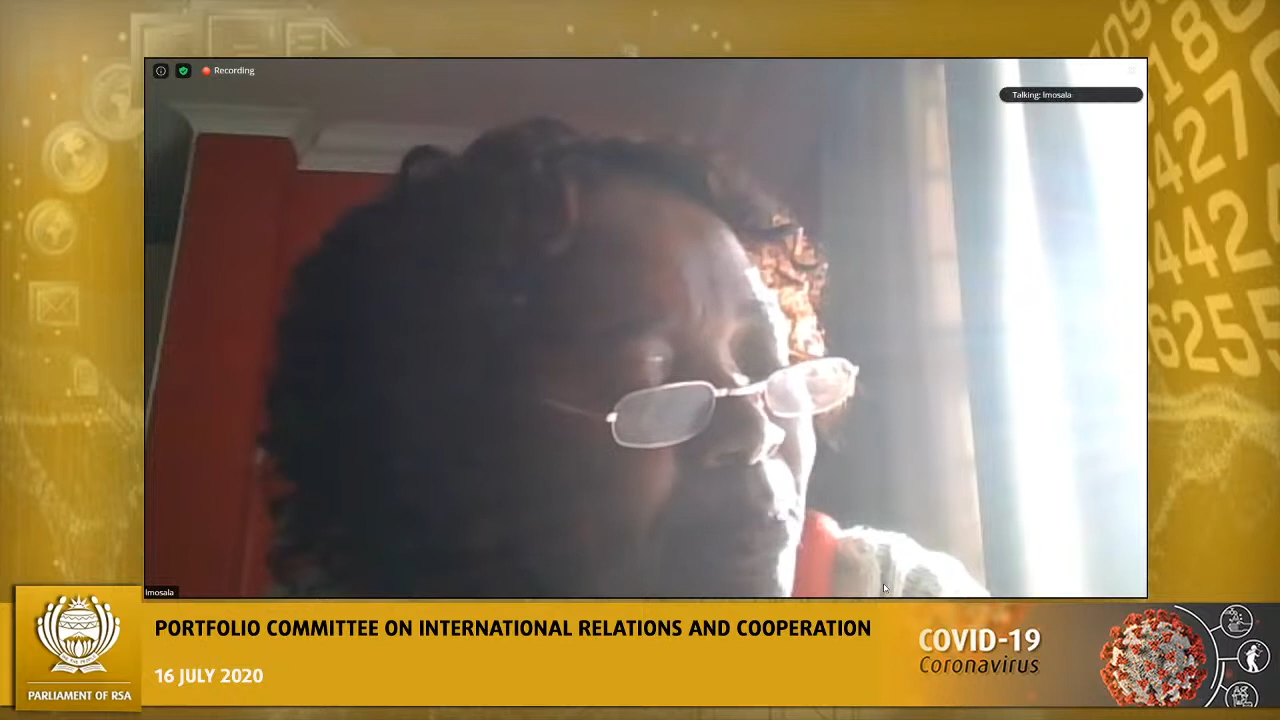 Recording
Talking: lmosala
lmosala
PORTFOLIO COMMITTEE ON INTERNATIONAL RELATIONS AND COOPERATION
16 JULY 2020
PARLIAMENT OF RSA
COVID-19
Coronavirus